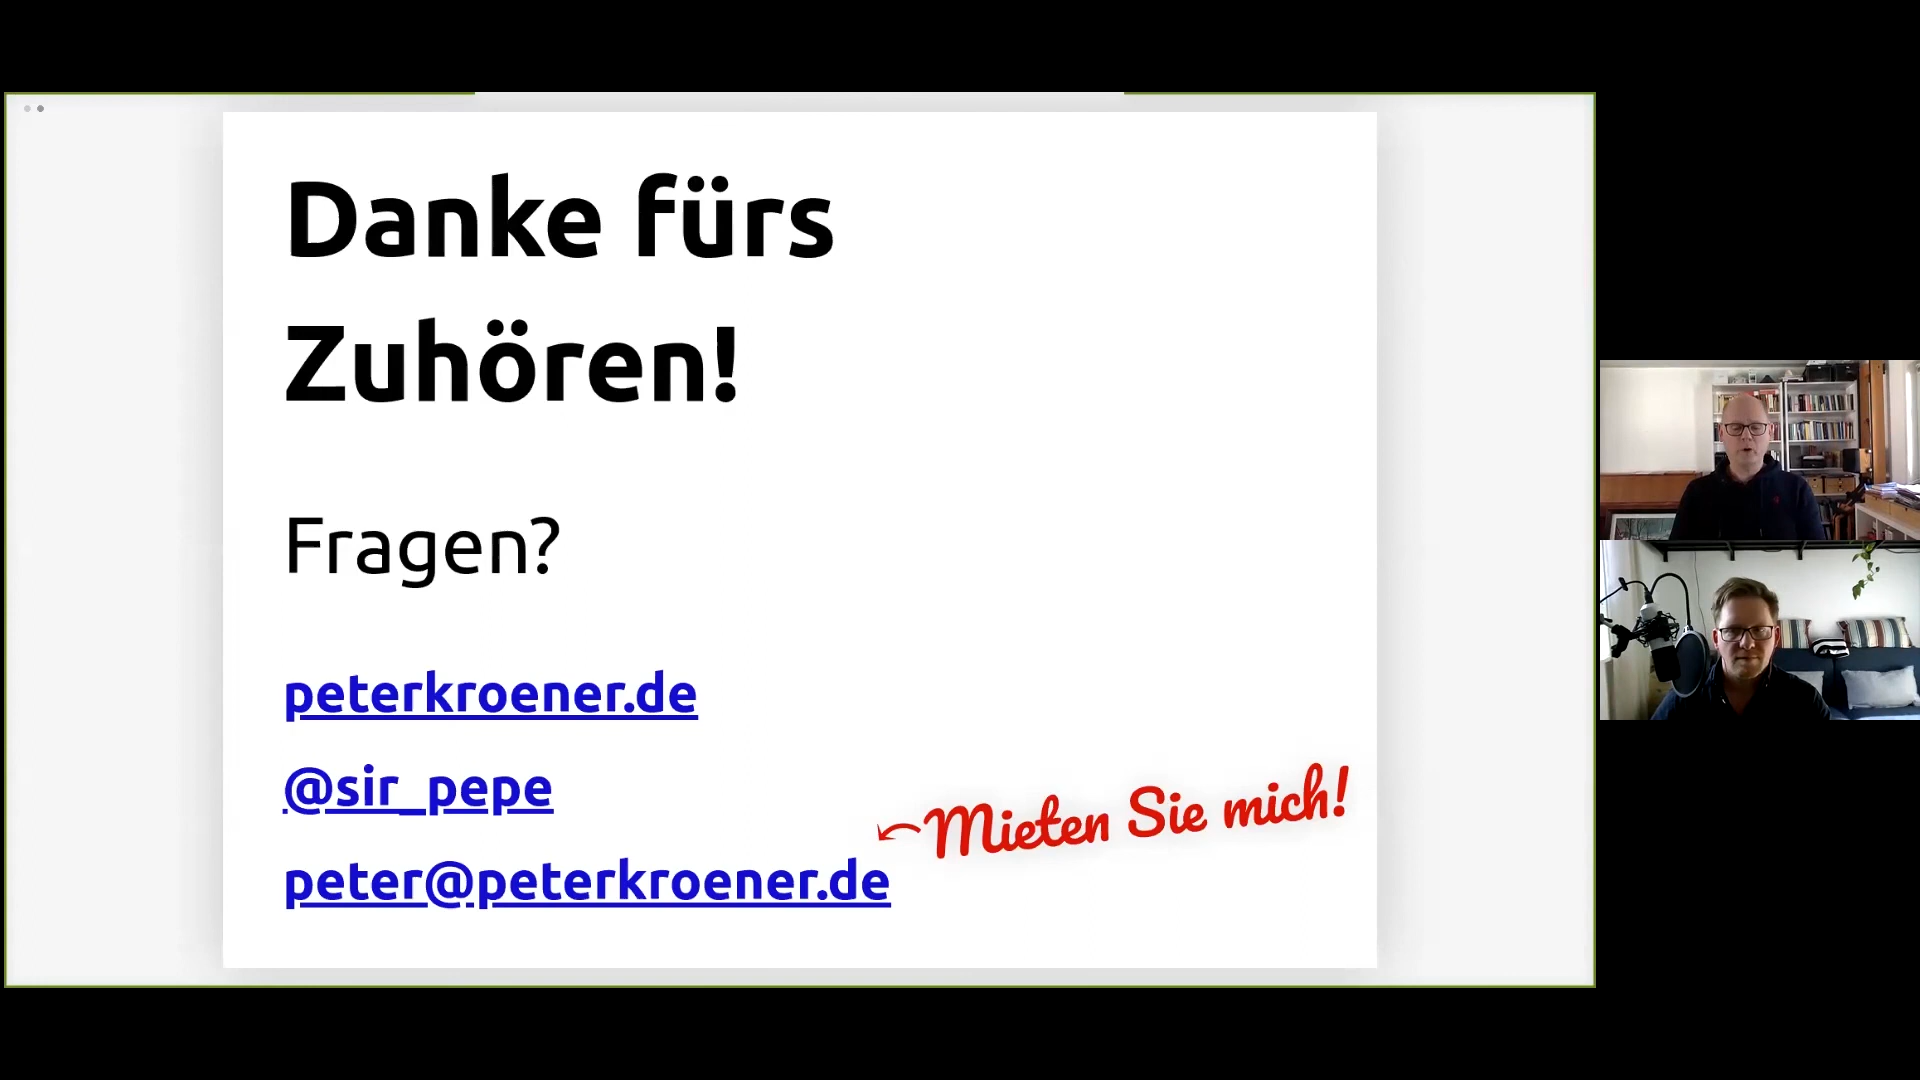 Danke fürs
Zuhören!
Fragen?
peterkroener.de
@sir_pepe
Mieten Sie mich!
peter@peterkroener.de